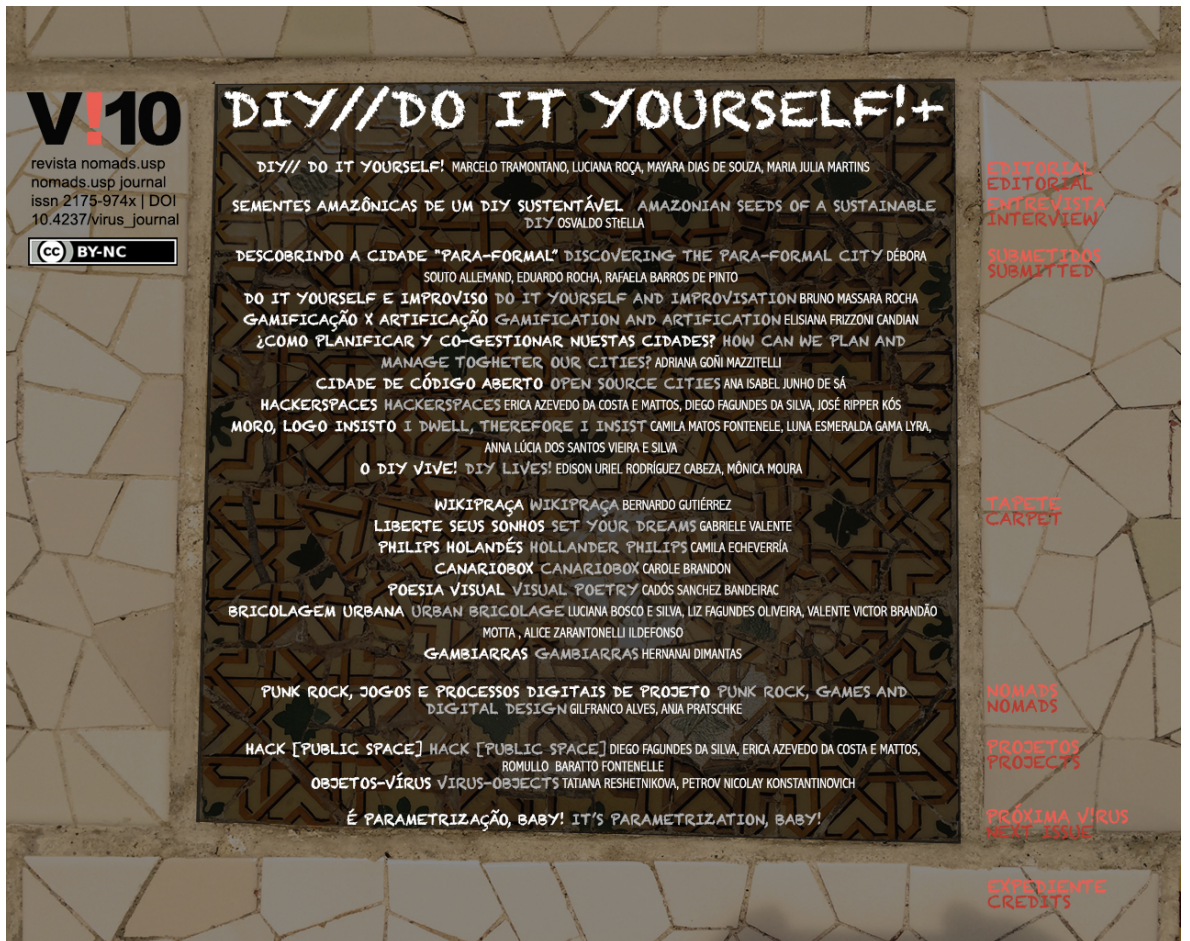 V!10
revista nomads.usp
nomads.usp journal
issn 2175-974x | DOI
10.4237/virus_journal
cc BY-NC
DIY//DO IT YOURSELF!+
DIY// DO IT YOURSELF! MARCELO TRAMONTANO, LUCIANA ROÇA, MAYARA DIAS DE SOUZA, MARIA JULIA MARTINS
EDITORIAL
EDITORIAL
SEMENTES AMAZÔNICAS DE UM DIY SUSTENTÁVEL AMAZONIAN SEEDS OF A SUSTAINABLE
DIY OSVALDO STtELLA
ENTREVISTA
INTERVIEW
DESCOBRINDO A CIDADE "PARA-FORMAL" DISCOVERING THE PARA-FORMAL CITY DÉBORA
SOUTO ALLEMAND, EDUARDO ROCHA, RAFAELA BARROS DE PINTO
SUBMETIDOS
SUBMITTED
DO IT YOURSELF E IMPROVISO DO IT YOURSELF AND IMPROVISATION BRUNO MASSARA ROCHA
GAMIFICAÇÃO X ARTIFICAÇÃO GAMIFICATION AND ARTIFICATION ELISIANA FRIZZONI CANDIAN
¿COMO PLANIFICAR Y CO-GESTIONAR NUESTAS CIDADES? HOW CAN WE PLAN AND
MANAGE TOGHETER OUR CITIES? ADRIANA GOÑI MAZZITELLI
CIDADE DE CÓDIGO ABERTO OPEN SOURCE CITIES ANA ISABEL JUNHO DE SÁ
HACKERSPACES HACKERSPACES ERICA AZEVEDO DA COSTA E MATTOS, DIEGO FAGUNDES DA SILVA, JOSÉ RIPPER KÓS
MORO, LOGO INSISTO I DWELL, THEREFORE I INSIST CAMILA MATOS FONTENELE, LUNA ESMERALDA GAMA LYRA,
ANNA LÚCIA DOS SANTOS VIEIRA E SILVA
O DIY VIVE! DIY LIVES! EDISON URIEL RODRÍGUEZ CABEZA, MÔNICA MOURA
WIKIPRAÇA WIKIPRAÇA BERNARDO GUTIÉRREZ
TAPETE
CARPET
LIBERTE SEUS SONHOS SET YOUR DREAMS GABRIELE VALENTE
PHILIPS HOLANDÉS HOLLANDER PHILIPS CAMILA ECHEVERRÍA
CANARIOBOX CANARIOBOX CAROLE BRANDON
POESIA VISUAL VISUAL POETRY CADÓS SANCHEZ BANDEIRAC
BRICOLAGEM URBANA URBAN BRICOLAGE LUCIANA BOSCO E SILVA, LIZ FAGUNDES OLIVEIRA, VALENTE VICTOR BRANDÃO
MOTTA , ALICE ZARANTONELLI ILDEFONSO
GAMBIARRAS GAMBIARRAS HERNANAI DIMANTAS
PUNK ROCK, JOGOS E PROCESSOS DIGITAIS DE PROJETO PUNK ROCK, GAMES AND
DIGITAL DESIGN GILFRANCO ALVES, ANJA PRATSCHKE
NOMADS
NOMADS
HACK [PUBLIC SPACE] HACK [PUBLIC SPACE] DIEGO FAGUNDES DA SILVA, ERICA AZEVEDO DA COSTA E MATTOS,
ROMULLO BARATTO FONTENELLE
PROJETOS
PROJECTS
OBJETOS-VÍRUS VIRUS-OBJECTS TATIANA RESHETNIKOVA, PETROV NICOLAY KONSTANTINOVICH
É PARAMETRIZAÇÃO, BABY! IT'S PARAMETRIZATION, BABY!
PRÓXIMA V!RUS
NEXT ISSUE
EXPEDIENTE
CREDITS